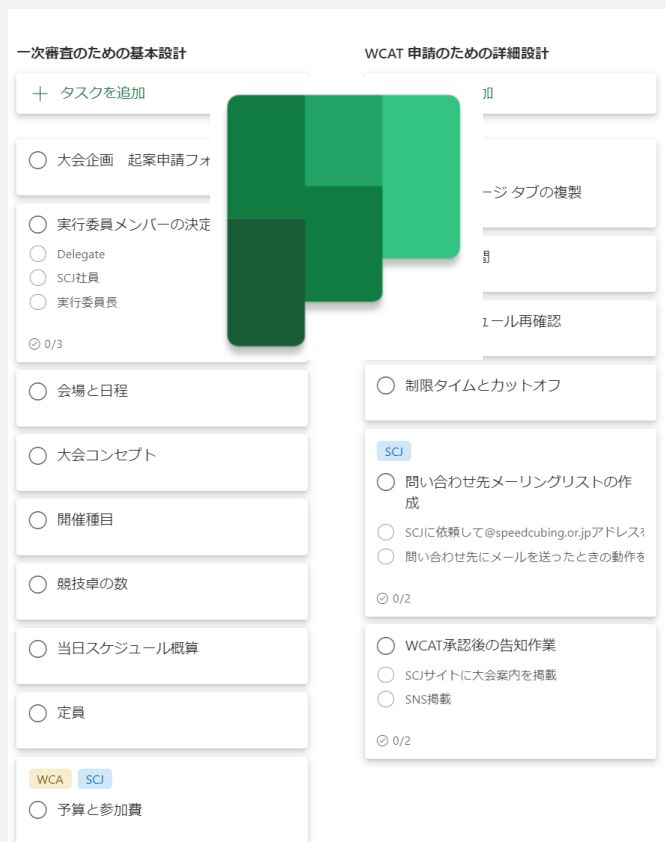 一次審査のための基本設計
タスクを追加
大会企画 起案申請フォ
実行委員メンバーの決定
Delegate
SCJ社員
実行委員長
0/3
会場と日程
大会コンセプト
開催種目
競技卓の数
当日スケジュール概算
定員
WCA SCJ
予算と参加費
WCAT 申請のための詳細設計
加
ージ タブの複製
ュール再確認
制限タイムとカットオフ
SCJ
問い合わせ先メーリングリストの作
成
SCJに依頼して@speedcubing.or.jpアドレスを
問い合わせ先にメールを送ったときの動作を
0/2
WCAT承認後の告知作業
SCJサイトに大会案内を掲載
SNS掲載
0/2